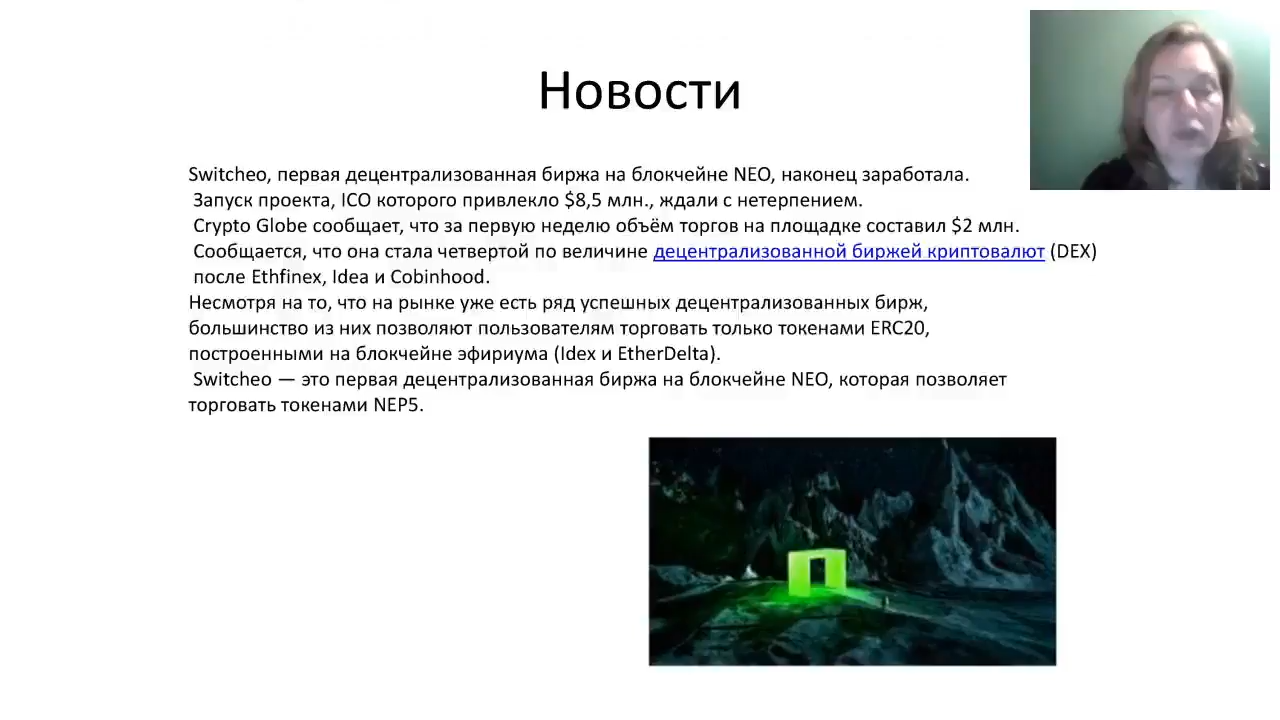 Новости
Switcheo, первая децентрализованная биржа на блокчейне NEO, наконец заработала.
Запуск проекта, ICO которого привлекло $8,5 млн., ждали с нетерпением.
Crypto Globe сообщает, что за первую неделю объём торгов на площадке составил $2 млн.
Сообщается, что она стала четвертой по величине децентрализованной биржей криптовалют (DEX)
после Ethfinex, Idea и Cobinhood.
Несмотря на то, что на рынке уже есть ряд успешных децентрализованных бирж,
большинство из них позволяют пользователям торговать только токенами ERC20,
построенными на блокчейне эфириума (Idex и EtherDelta).
Switcheo — это первая децентрализованная биржа на блокчейне NEO, которая позволяет
торговать токенами NEP5.